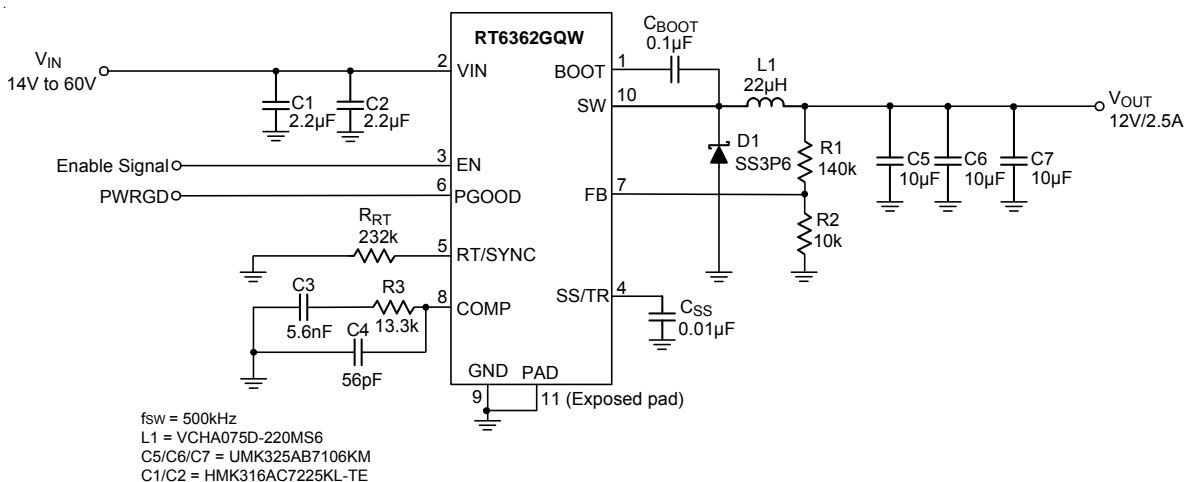 RT6362GQW
VIN
14V to 60V
C1
2.2µF
C2
2.2µF
2
VIN
Enable Signal
3
EN
PWRGD
6
PGOOD
RRT
232k
5
RT/SYNC
C3
5.6nF
R3
13.3k
8
COMP
C4
56pF
GND
9
PAD
11 (Exposed pad)
CBOOT
0.1µF
BOOT
1
SW
10
L1
22µH
D1
SS3P6
R1
140k
FB
7
R2
10k
SS/TR
4
CSS
0.01µF
C5
10µF
C6
10µF
C7
10µF
VOUT
12V/2.5A
fSW = 500kHz
L1 = VCHA075D-220MS6
C5/C6/C7 = UMK325AB7106KM
C1/C2 = HMK316AC7225KL-TE